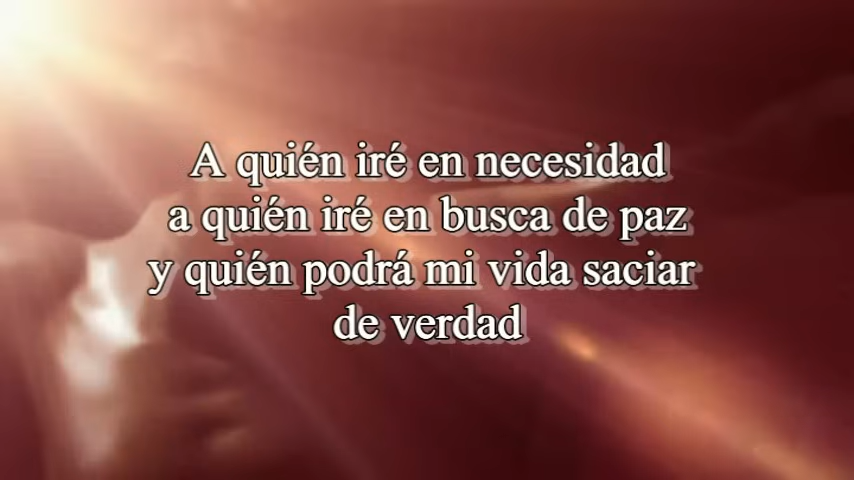 A quién iré en necesidad
a quién iré en busca de paz
y quién podrá mi vida saciar
de verdad